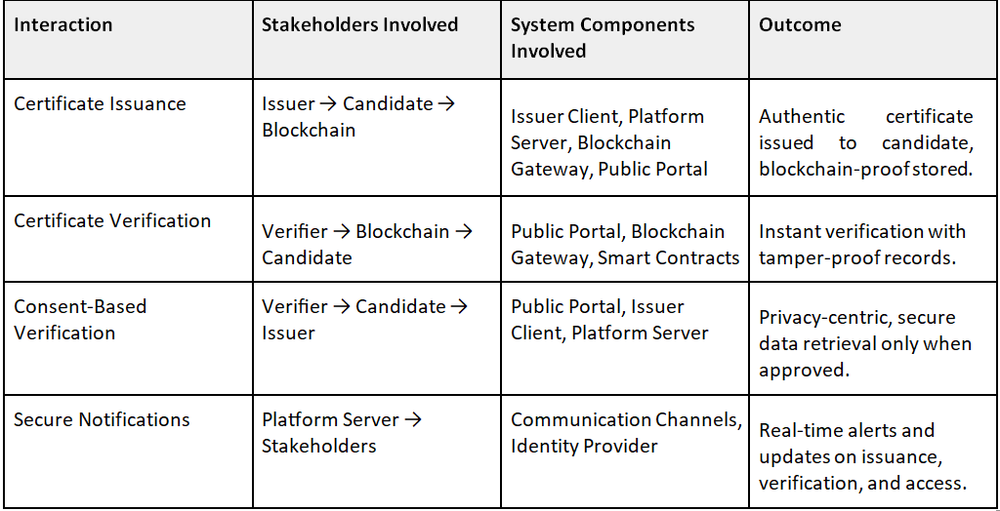 Interaction
Stakeholders Involved
System Components
Involved
Outcome
Certificate Issuance
Issuer → Candidate →
Blockchain
Issuer Client, Platform
Server, Blockchain
Gateway, Public Portal
Authentic certificate
issued to candidate,
blockchain-proof stored.
Certificate Verification
Verifier → Blockchain →
Candidate
Public Portal, Blockchain
Gateway, Smart Contracts
Instant verification with
tamper-proof records.
Consent-Based
Verification
Verifier → Candidate →
Issuer
Public Portal, Issuer
Client, Platform Server
Privacy-centric, secure
data retrieval only when
approved.
Secure Notifications
Platform Server →
Stakeholders
Communication Channels,
Identity Provider
Real-time alerts and
updates on issuance,
verification, and access.